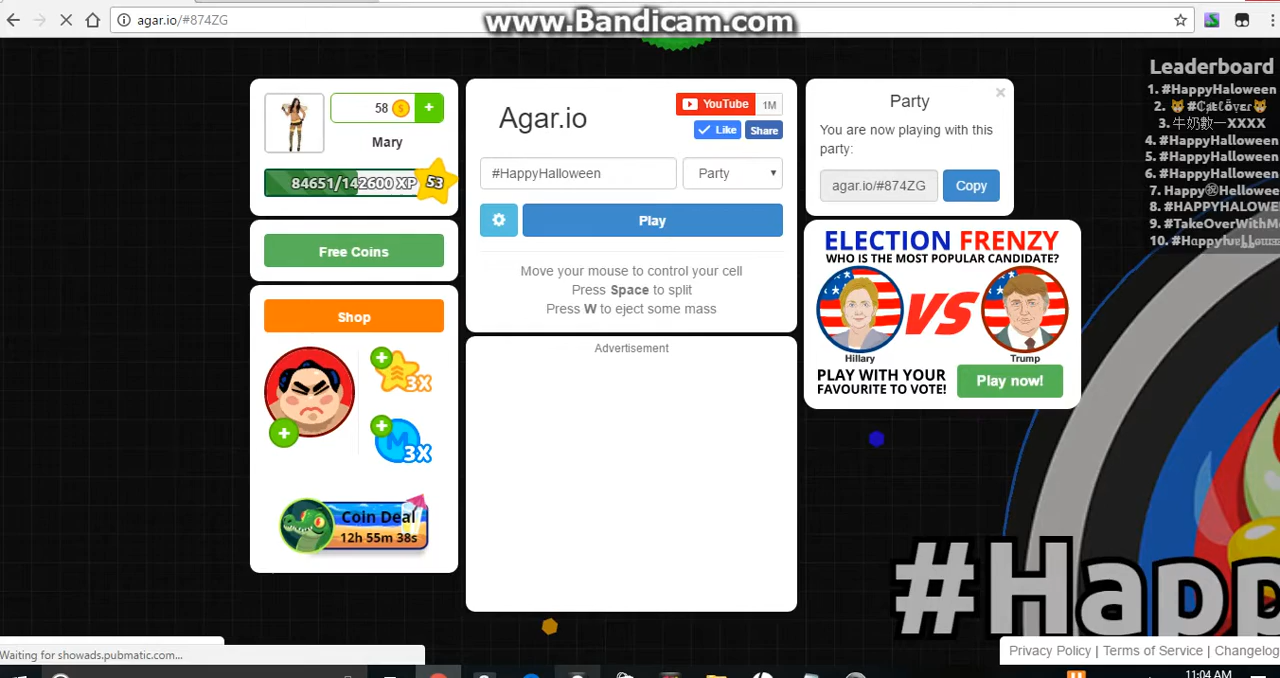 agar.io/#874ZG
www.Bandicam.com
58
Mary
84651/142600 XP 53
Free Coins
Shop
3X
M 3X
Coin Deal
12h 55m 38s
Agar.io
YouTube 1M
Like Share
#HappyHalloween Party
Play
Move your mouse to control your cell
Press Space to split
Press W to eject some mass
Advertisement
Party
You are now playing with this
party:
agar.io/#874ZG Copy
ELECTION FRENZY
WHO IS THE MOST POPULAR CANDIDATE?
VS
Hillary Trump
PLAY WITH YOUR
FAVOURITE TO VOTE!
Play now!
Leaderboard
1. #HappyHaloween
3. 牛奶數一XXXX
4. #HappyHalloween
5. #HappyHalloween
6. #HappyHalloween
7. Happy Helloween
8. #HAPPYHALOWE
9. #TakeOverWithM
10.
#Happ
Privacy Policy | Terms of Service | Changelog
Waiting for showads.pubmatic.com...
11:04 AM